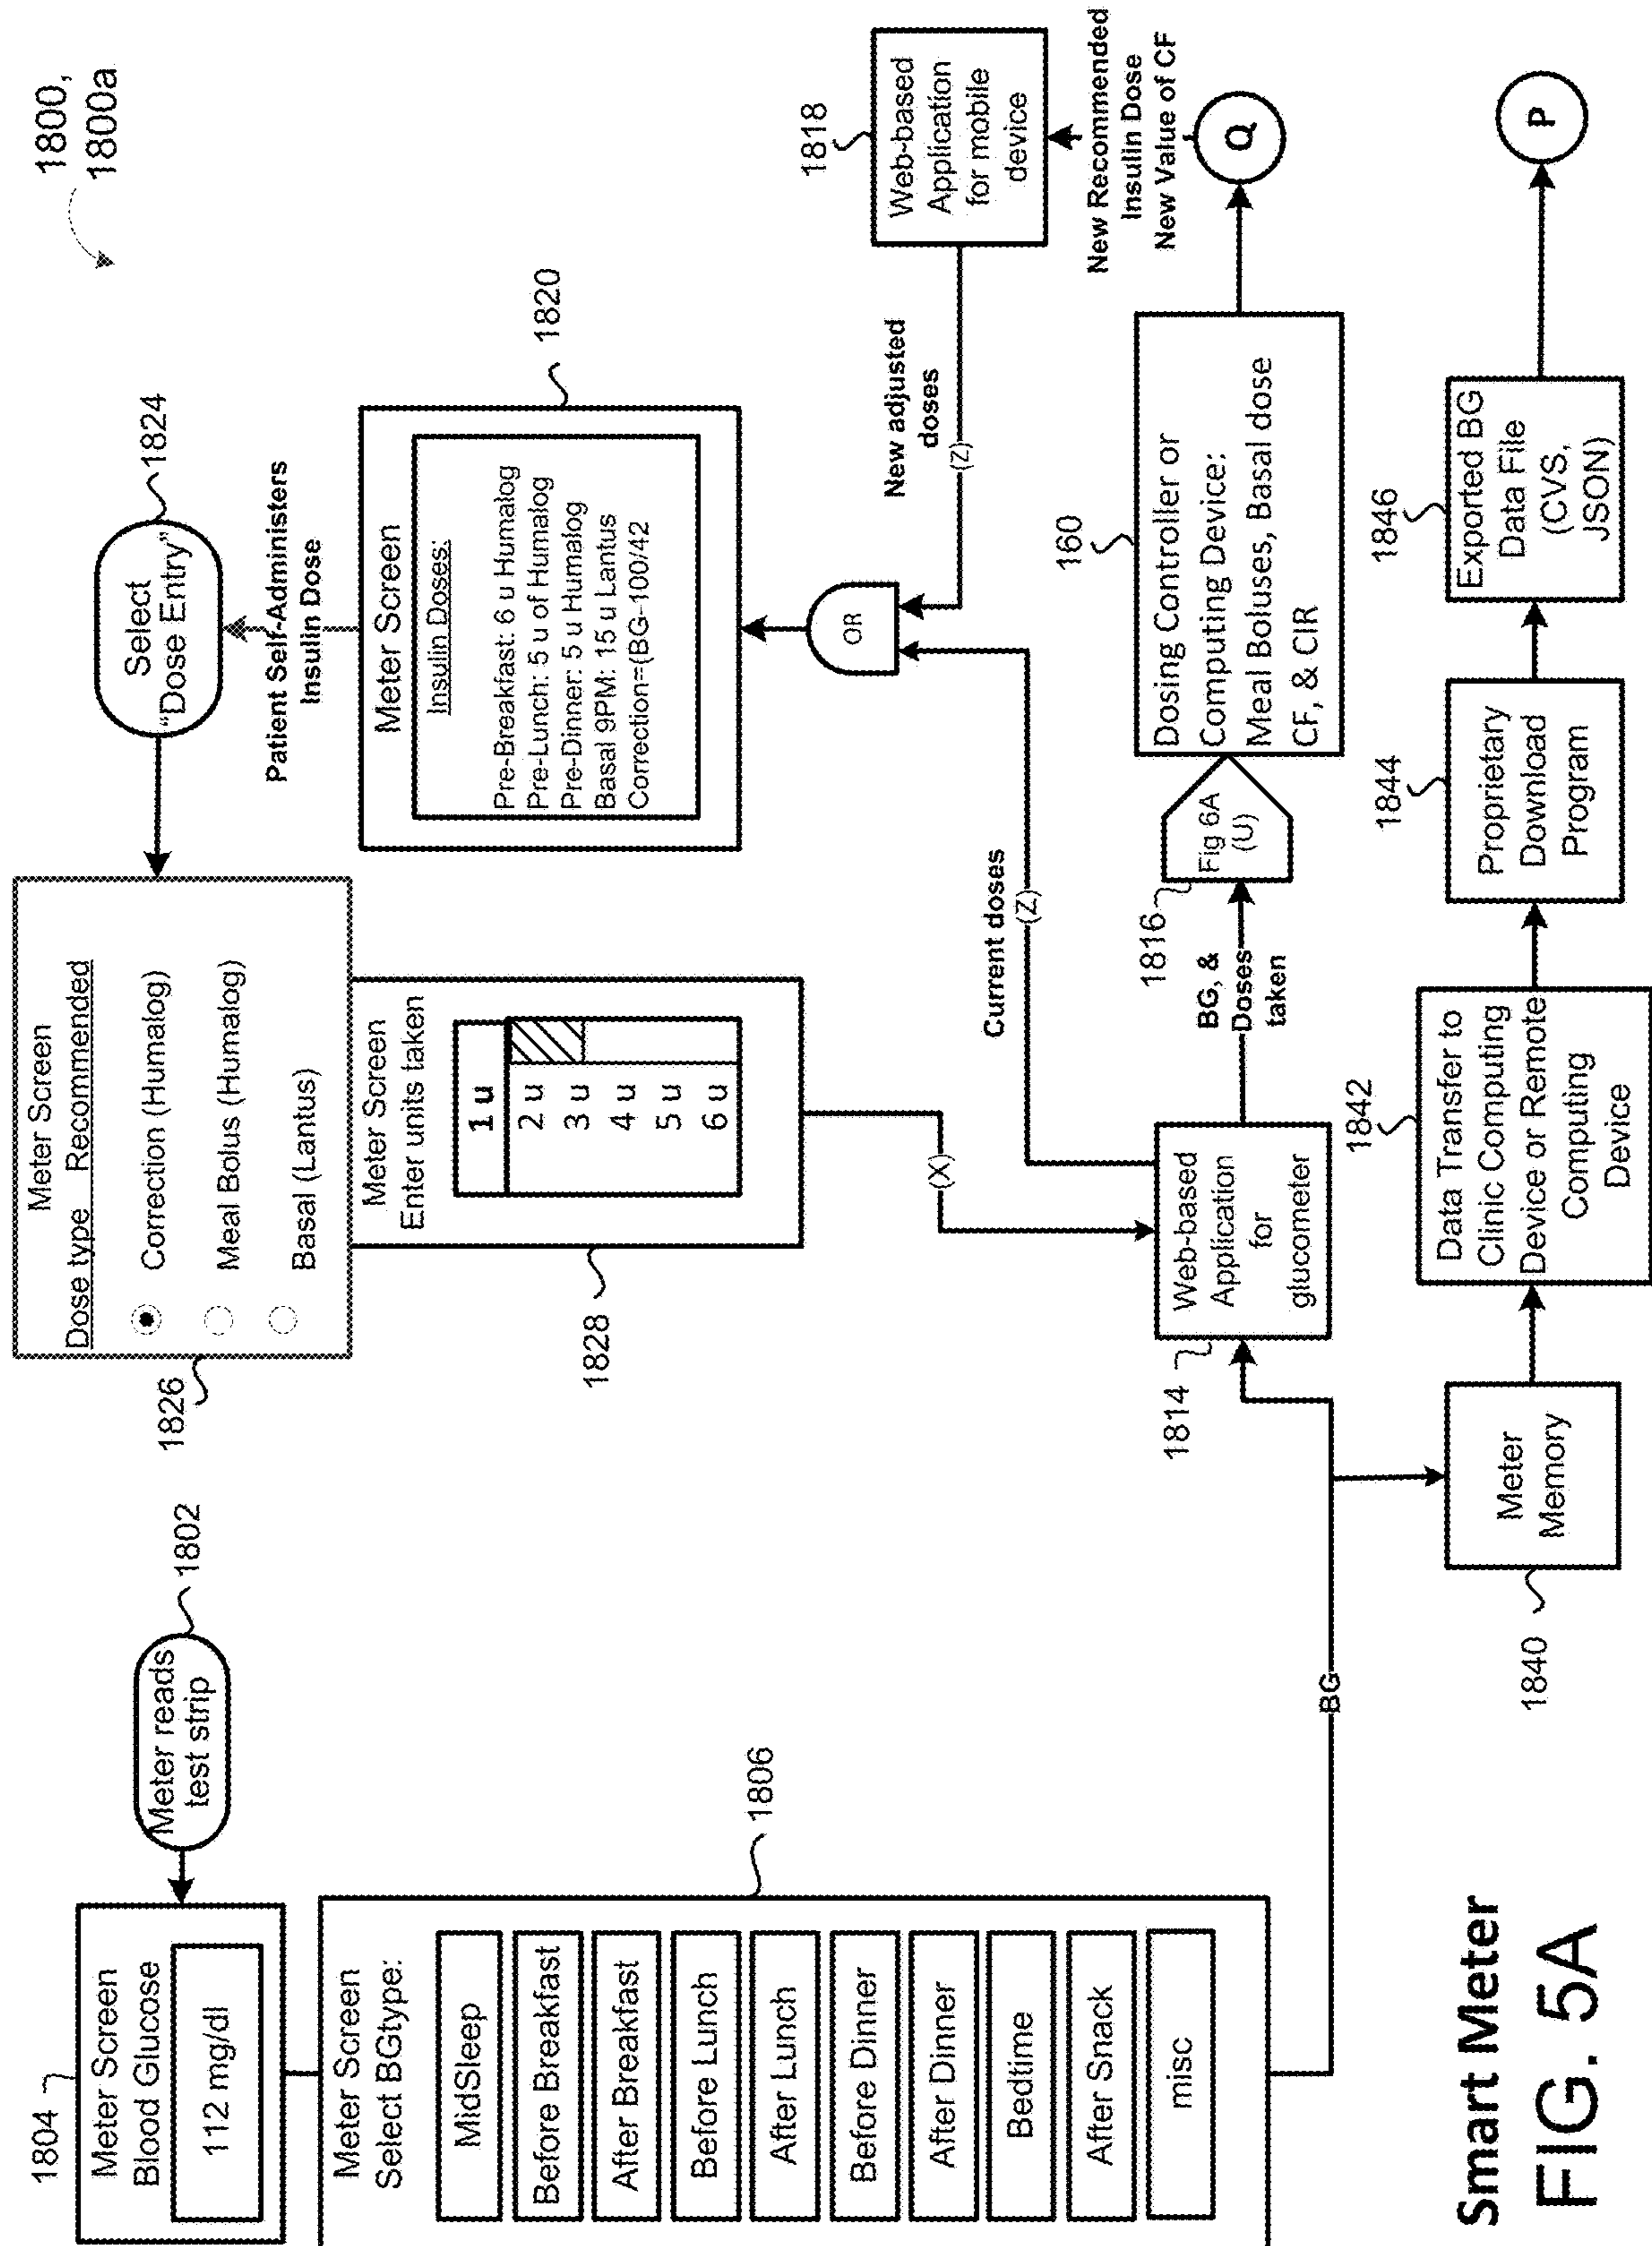 1800,
1800a
1804
Meter Screen
Blood Glucose
112 mg/dl
Meter reads
test strip
1802
Meter Screen
Select BGtype:
MidSleep
Before Breakfast
After Breakfast
Before Lunch
After Lunch
Before Dinner
After Dinner
Bedtime
After Snack
misc
1806
BG
Meter Screen
Dose type Recommended
Correction (Humalog)
Meal Bolus (Humalog)
Basal (Lantus)
1826
Meter Screen
Enter units taken
1 u
2 u
3 u
4 u
5 u
6 u
1828
(X)
Select
"Dose Entry"
1824
Patient Self-Administers
Insulin Dose
Meter Screen
Insulin Doses:
Pre-Breakfast 6 u Humalog
Pre-Lunch: 5 u of Humalog
Pre-Dinner: 5 u Humalog
Basal 9PM: 15 u Lantus
Correction=(BG-100/42
1820
OR
Current doses
(Z)
New adjusted
doses
(Z)
1818
Web-based
Application
for mobile
device
New Recommended
Insulin Dose
New Value of CF
Q
1814
Web-based
Application
for
glucometer
BG, &
Doses
taken
1816
Fig 6A
(U)
160
Dosing Controller or
Computing Device:
Meal Boluses, Basal dose
CF, & CIR
1840
Meter
Memory
1842
Data Transfer to
Clinic Computing
Device or Remote
Computing
Device
1844
Proprietary
Download
Program
1846
Exported BG
Data File
(CVS,
JSON)
P
Smart Meter
FIG. 5A